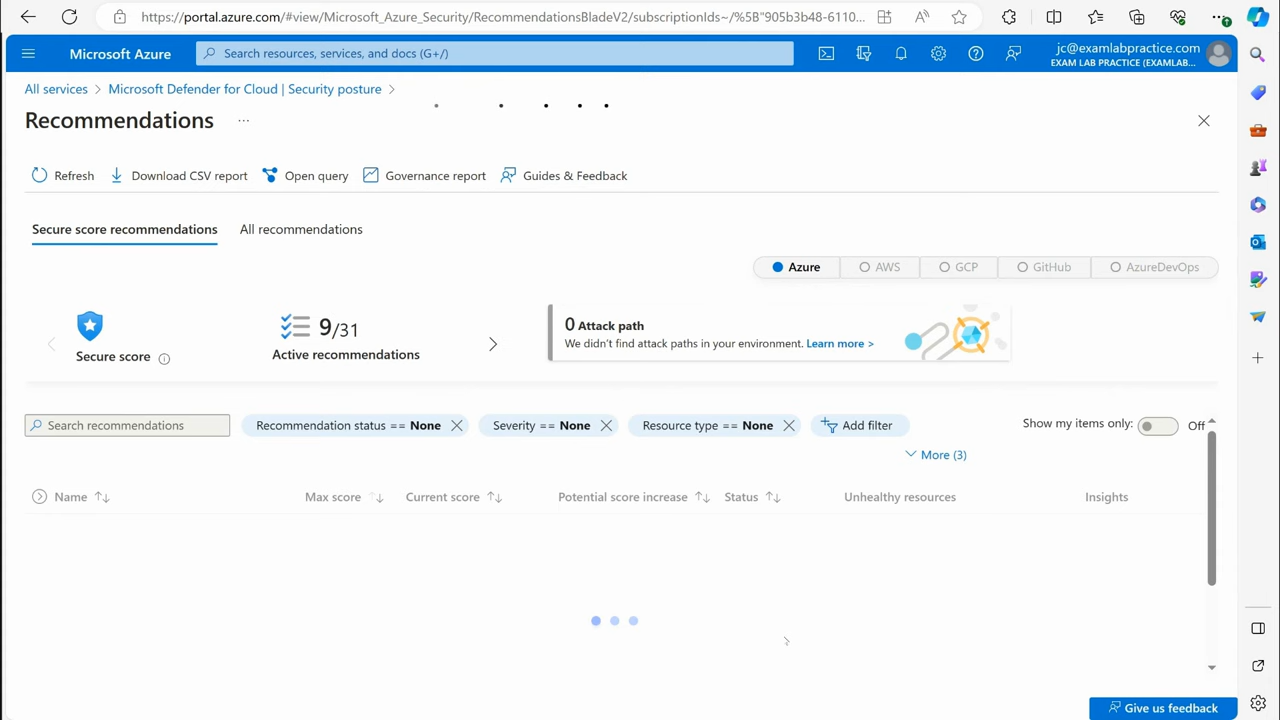 https://portal.azure.com/#view/Microsoft_Azure_Security/RecommendationsBladeV2/subscriptionIds~/%5B"905b3b48-6110...
Microsoft Azure
Search resources, services, and docs (G+/)
jc@examlabpractice.com
EXAM LAB PRACTICE (EXAMLAB...
All services > Microsoft Defender for Cloud | Security posture >
Recommendations ...
Refresh Download CSV report Open query Governance report Guides & Feedback
Secure score recommendations All recommendations
Azure AWS GCP GitHub AzureDevOps
Secure score
9/31
Active recommendations
0 Attack path
We didn't find attack paths in your environment. Learn more >
Search recommendations Recommendation status == None Severity == None Resource type == None Add filter
Show my items only: Off
More (3)
Name Max score Current score Potential score increase Status Unhealthy resources Insights
Give us feedback